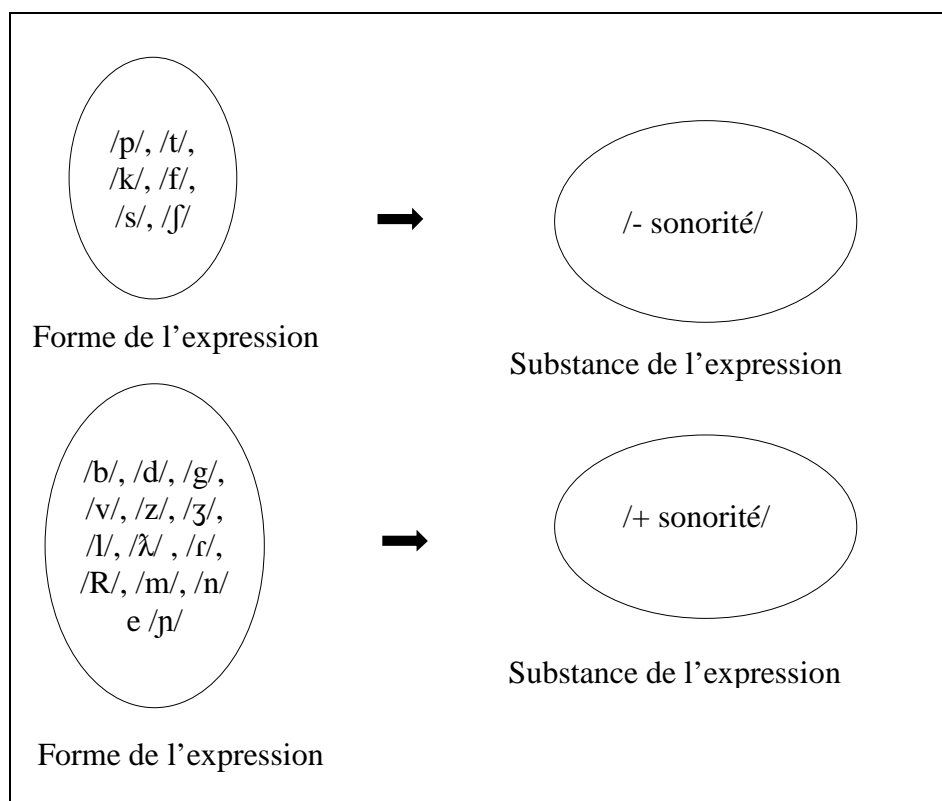 /p/, /t/,
/k/, /f/,
/s/, /ʃ/
/- sonorité/
Forme de l’expression
Substance de l’expression
/b/, /d/, /g/,
/v/, /z/, /ʒ/,
/l/, /ƛ/ , /ɾ/,
/R/, /m/, /n/
e /ɲ/
/+ sonorité/
Substance de l’expression
Forme de l’expression